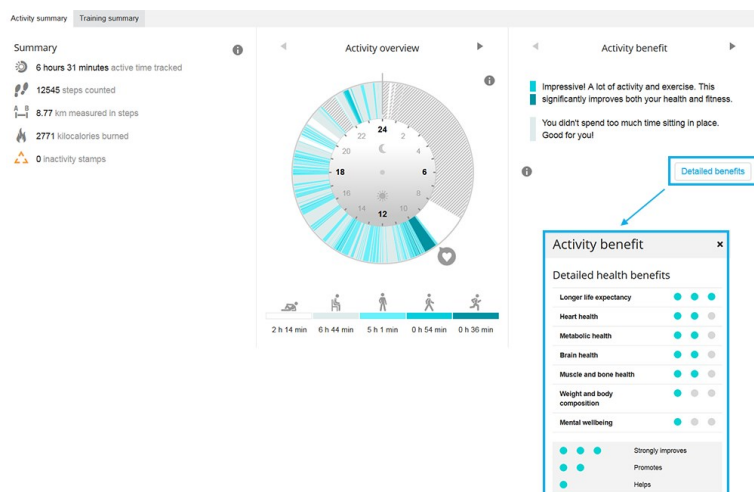 Activity summary
Training summary
Summary
6 hours 31 minutes active time tracked
12545 steps counted
A B
8.77 km measured in steps
2771 kilocalories burned
0 inactivity stamps
Activity overview
24
22
2
20
4
18
6
16
8
14
10
12
2 h 14 min
6 h 44 min
5 h 1 min
0 h 54 min
0 h 36 min
Activity benefit
Impressive! A lot of activity and exercise. This
significantly improves both your health and fitness.
You didn't spend too much time sitting in place.
Good for you!
Detailed benefits
Activity benefit
×
Detailed health benefits
Longer life expectancy
Heart health
Metabolic health
Brain health
Muscle and bone health
Weight and body
composition
Mental wellbeing
Strongly improves
Promotes
Helps